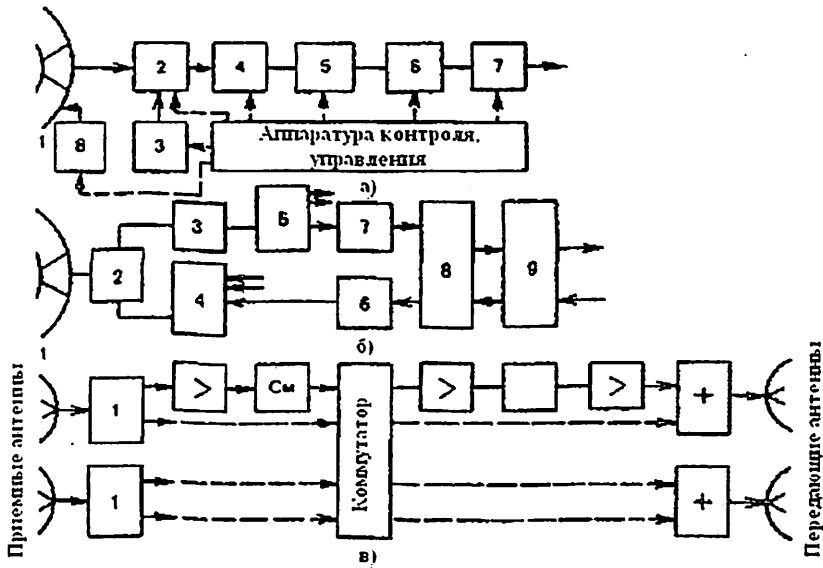 2
4
5
6
7
1
8
3
Аппаратура контроля,
управления
а)
3
5
7
2
4
6
8
9
1
б)
Приемные антенны
1
>
См
Коммутатор
>
>
+
Передающие антенны
1
+
в)